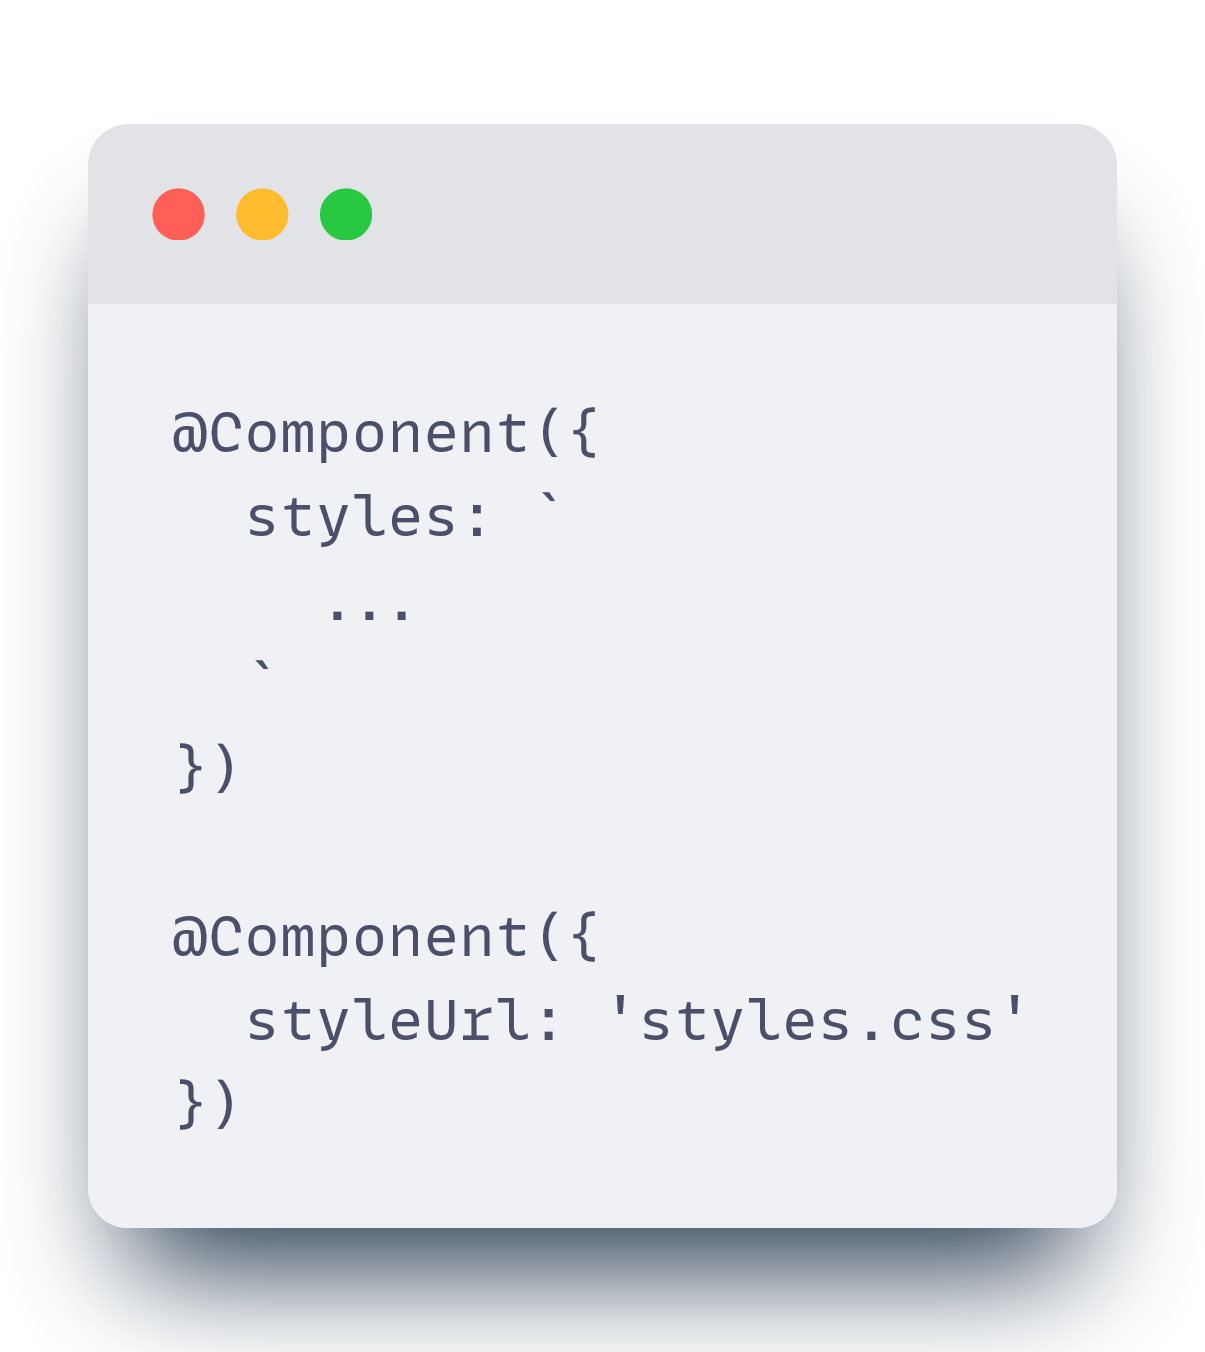 @Component({
  styles: `
    ...
  `
})

@Component({
  styleUrl: 'styles.css'
})